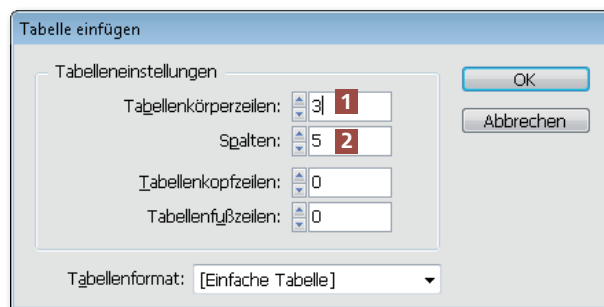 Tabelle einfügen
Tabelleneinstellungen
Tabellenkörperzeilen: 3 1
Spalten: 5 2
Tabellenkopfzeilen: 0
Tabellenfußzeilen: 0
Tabellenformat: [Einfache Tabelle]
OK
Abbrechen